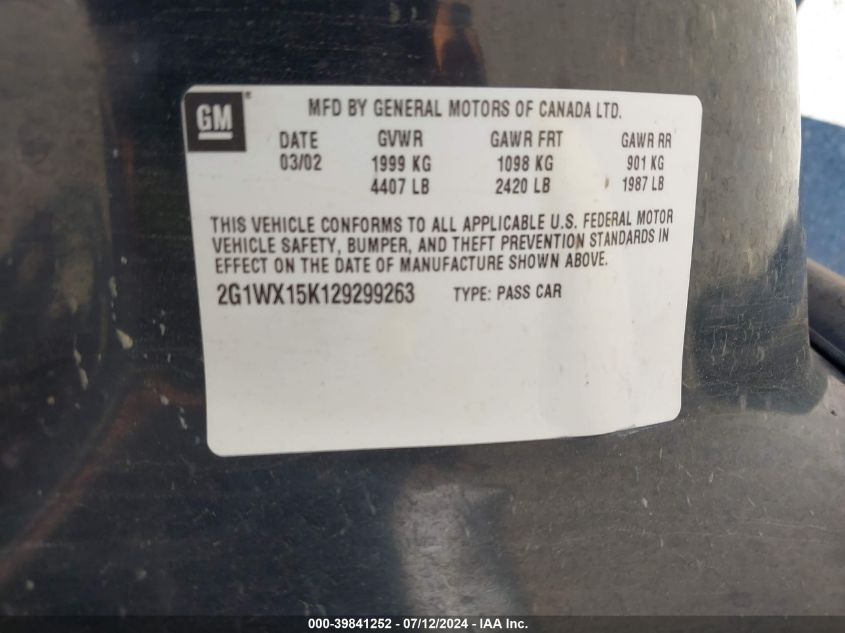 GM ® MFD BY GENERAL MOTORS OF CANADA LTD.
DATE GVWR GAWR FRT GAWR RR
03/02 1999 KG 1098 KG 901 KG
4407 LB 2420 LB 1987 LB
THIS VEHICLE CONFORMS TO ALL APPLICABLE U.S. FEDERAL MOTOR
VEHICLE SAFETY, BUMPER, AND THEFT PREVENTION STANDARDS IN
EFFECT ON THE DATE OF MANUFACTURE SHOWN ABOVE.
2G1WX15K129299263 TYPE: PASS CAR
000-39841252 - 07/12/2024 - IAA Inc.